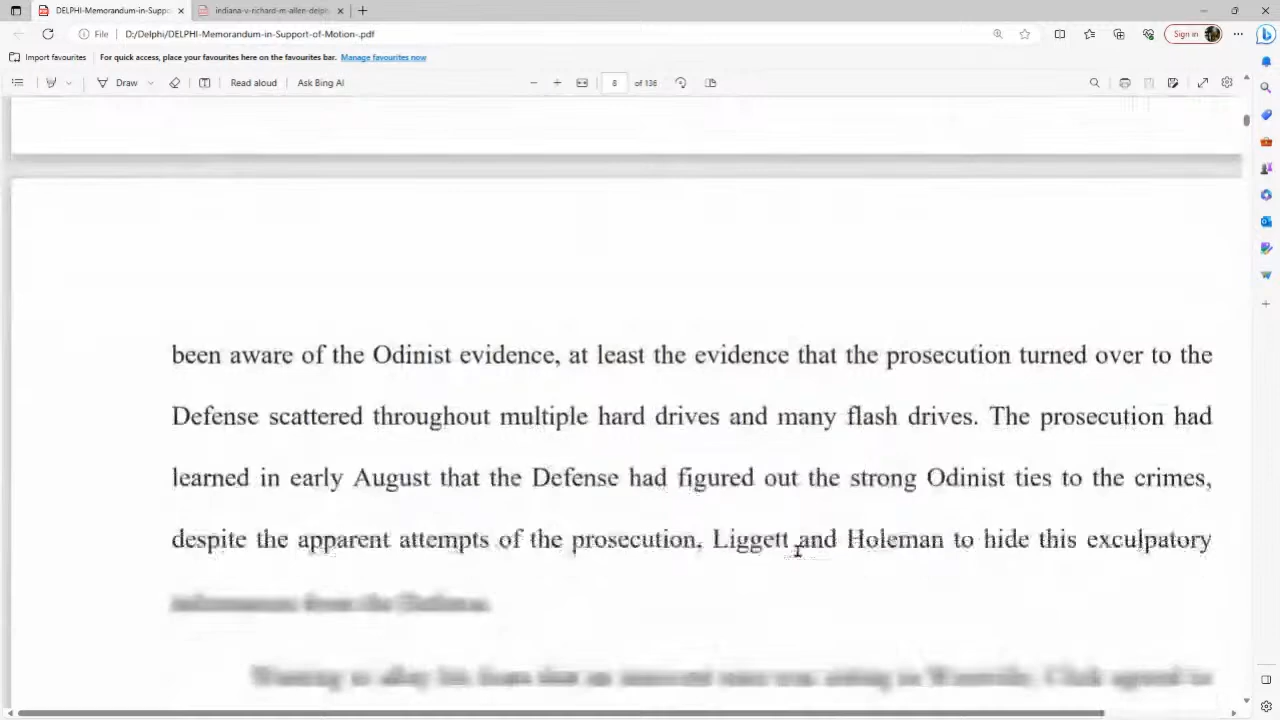 DELPHI-Memorandum-in-Suppo
indiana-v-richard-m-allen-delph
File
D:/Delphi/DELPHI-Memorandum-in-Support-of-Motion-.pdf
Sign in
Import favourites
For quick access, place your favourites here on the favourites bar. Manage favourites now
Draw
Read aloud
Ask Bing AI
of 136
been aware of the Odinist evidence, at least the evidence that the prosecution turned over to the
Defense scattered throughout multiple hard drives and many flash drives. The prosecution had
learned in early August that the Defense had figured out the strong Odinist ties to the crimes,
despite the apparent attempts of the prosecution, Liggett and Holeman to hide this exculpatory